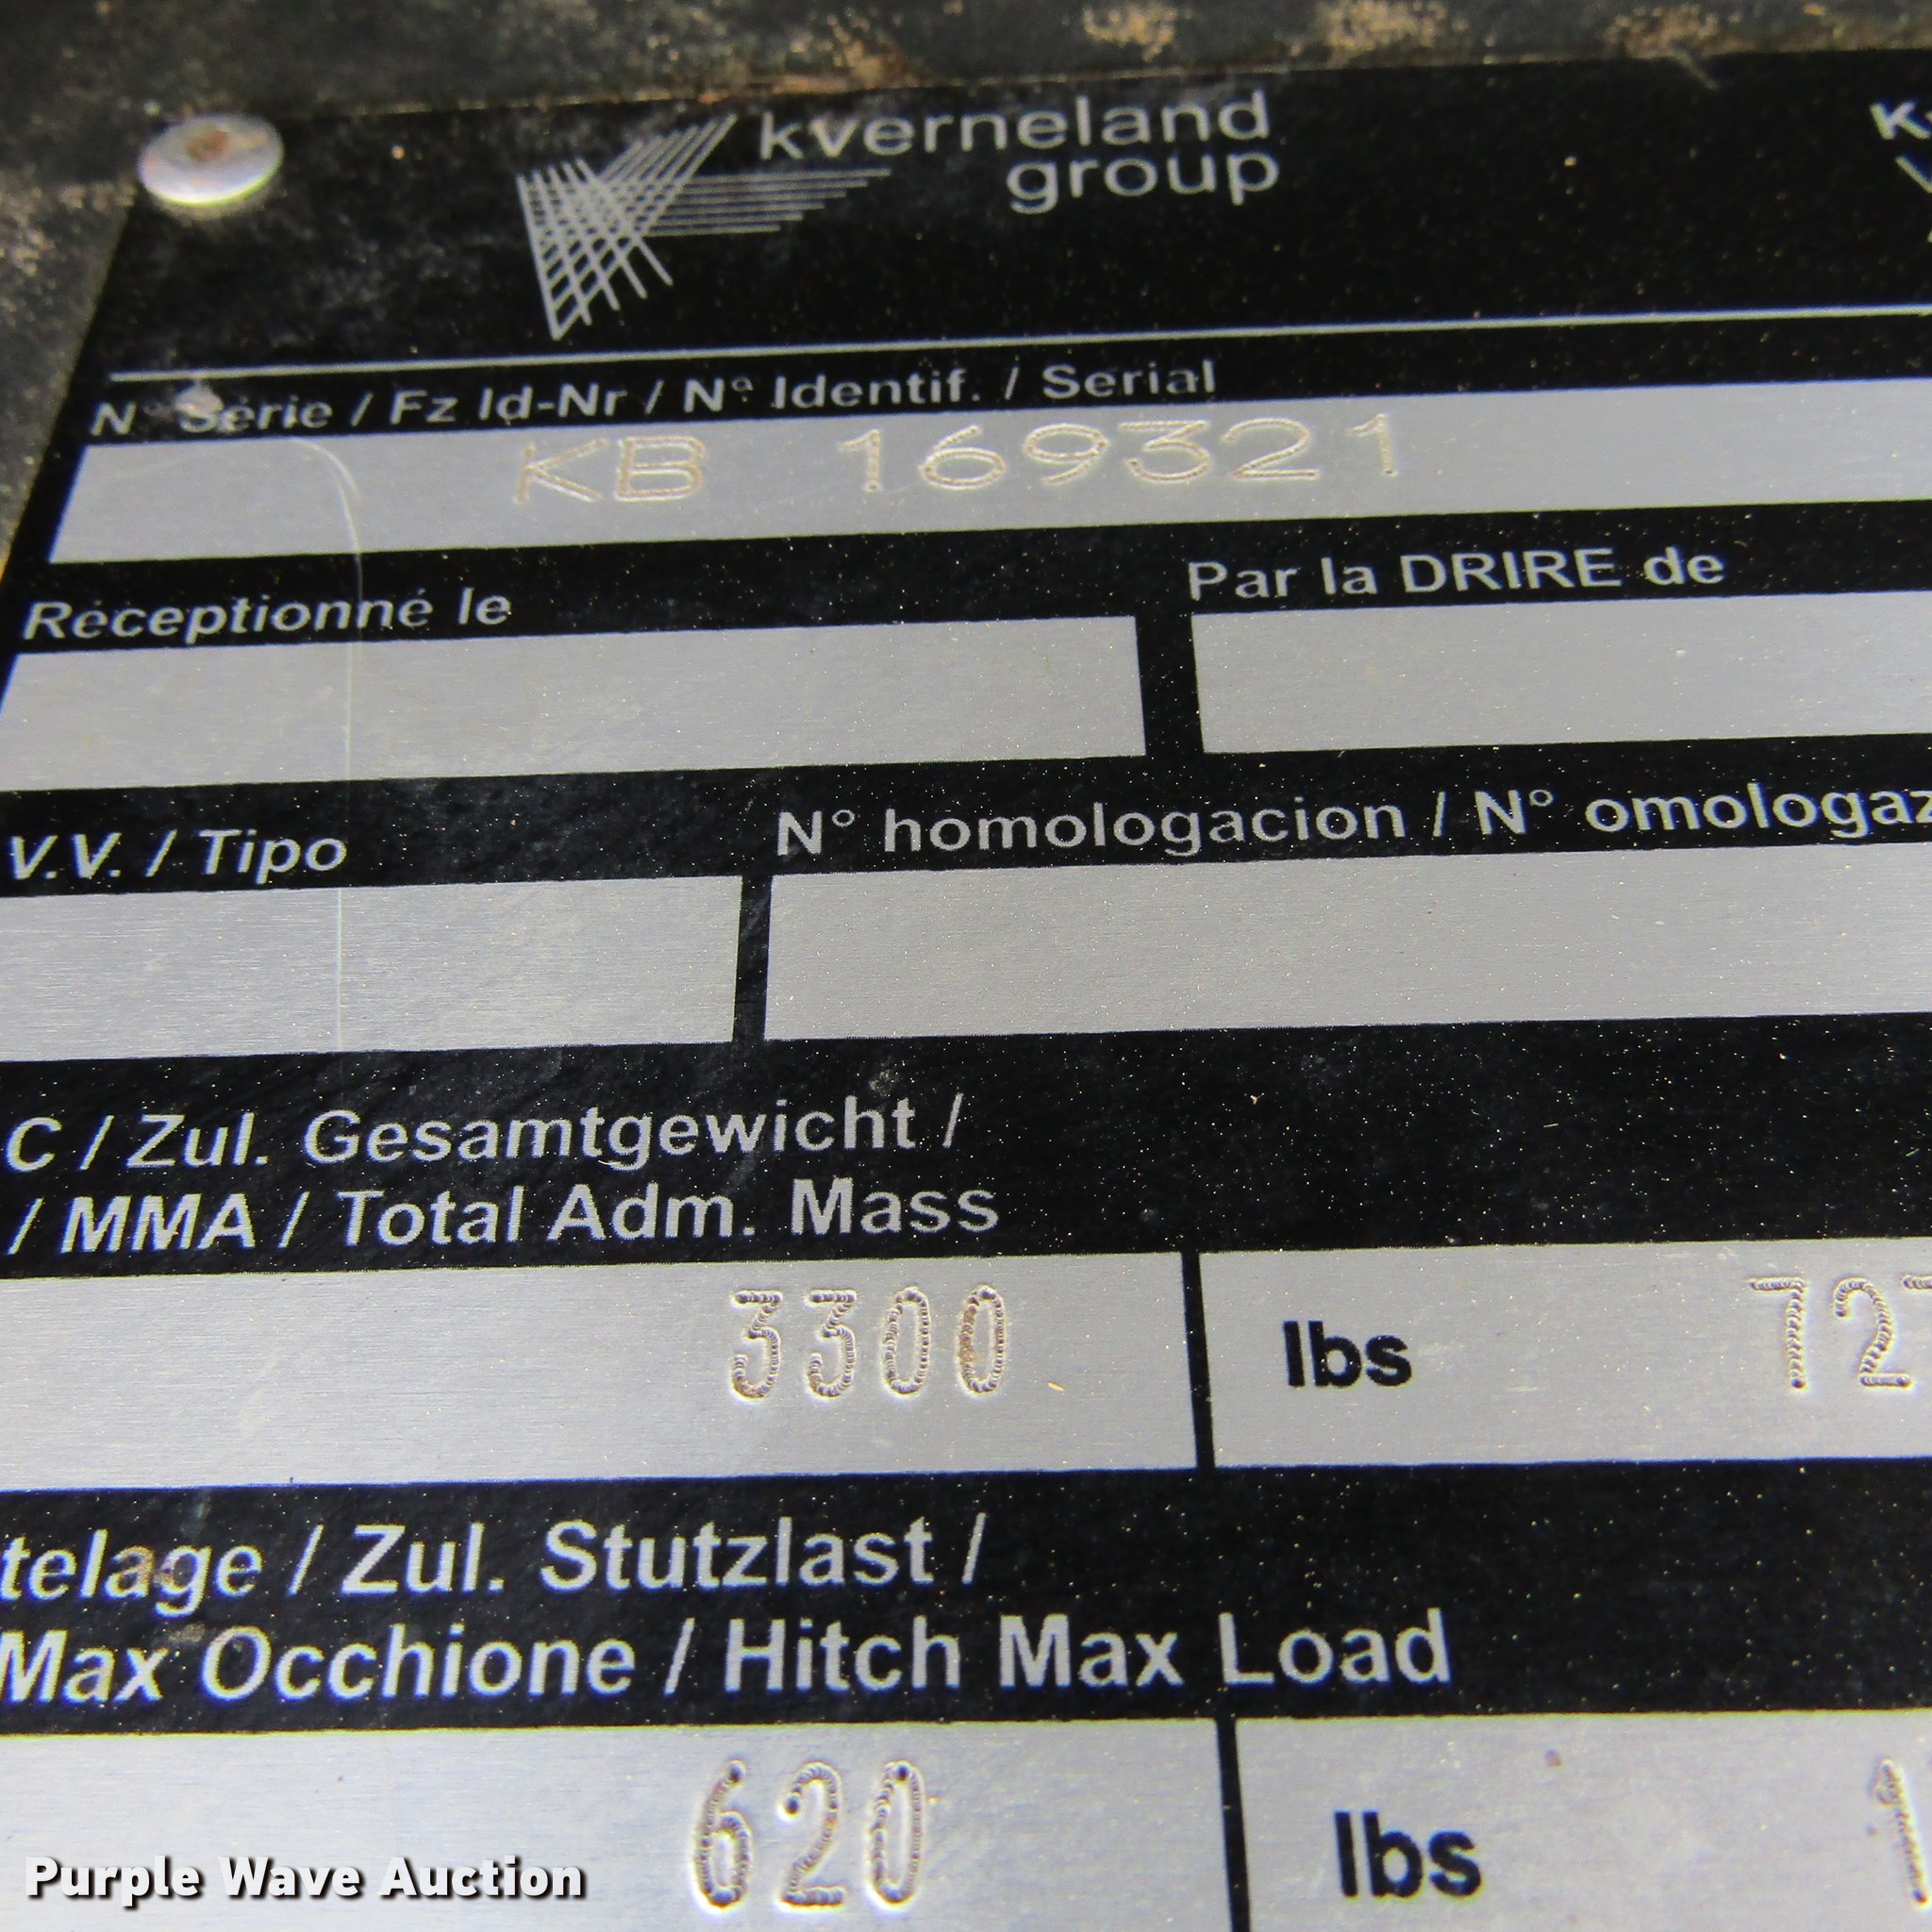 kverneland
group
N° Série / Fz Id-Nr / N° Identif. / Serial
KB 169321
Réceptionné le
Par la DRIRE de
V.V. / Tipo
N° homologacion / N° omologaz
C / Zul. Gesamtgewicht /
/ MMA / Total Adm. Mass
3300
lbs
727
telage / Zul. Stutzlast /
Max Occhione / Hitch Max Load
620
lbs
1
Purple Wave Auction